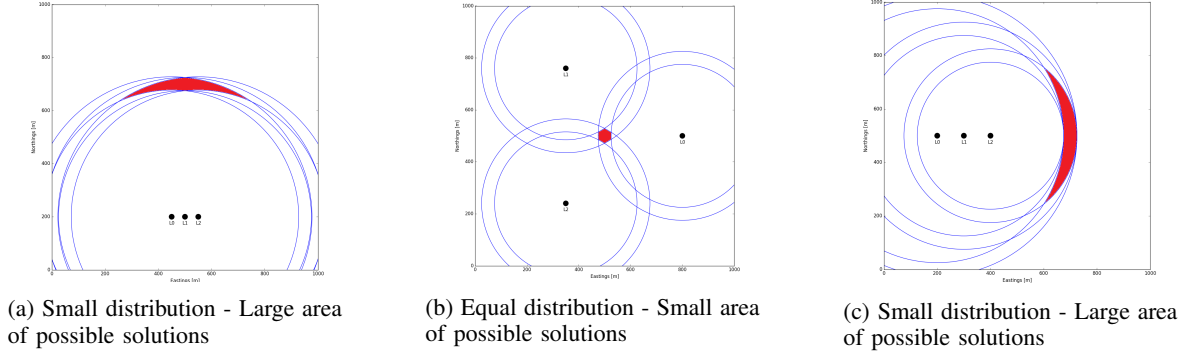 1000
800
600
400
200
0
Northings [m]
L0 L1 L2
0 200 400 600 800 1000
Eastings [m]
(a) Small distribution - Large area
of possible solutions
1000
800
600
400
200
0
Northings [m]
L1
L0
L2
0 200 400 600 800 1000
Eastings [m]
(b) Equal distribution - Small area
of possible solutions
1000
800
600
400
200
0
Northings [m]
L0 L1 L2
0 200 400 600 800 1000
Eastings [m]
(c) Small distribution - Large area
of possible solutions